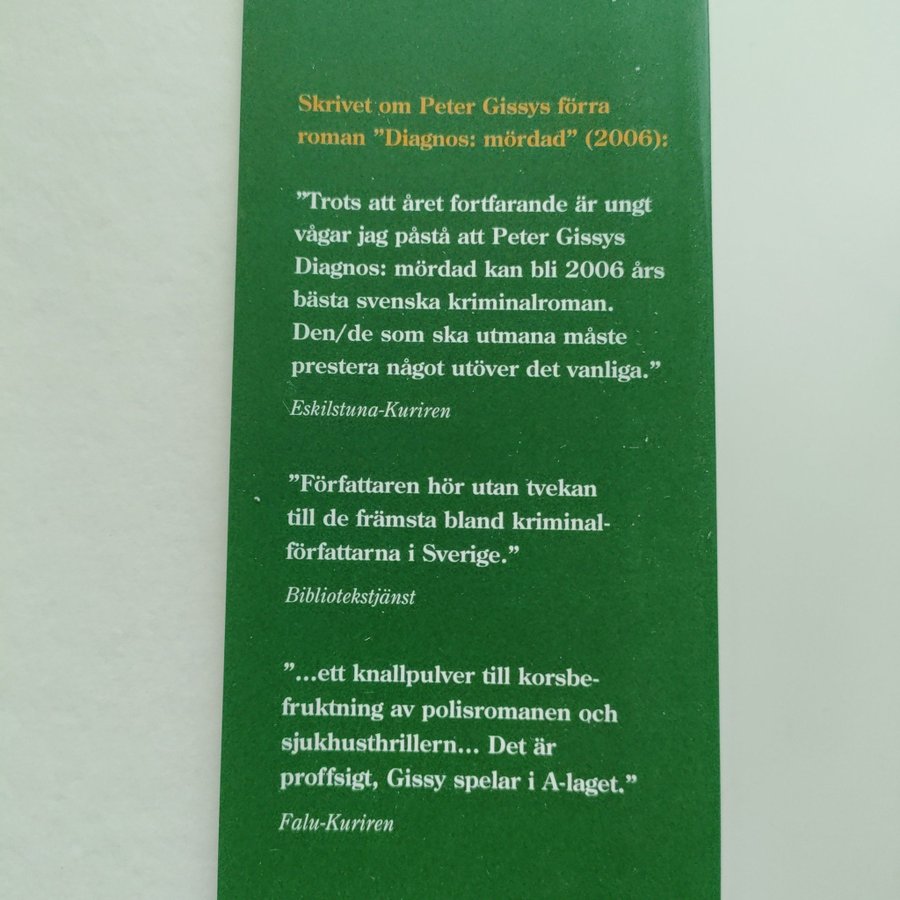 Skrivet om Peter Gissys förra
roman ”Diagnos: mördad” (2006):
”Trots att året fortfarande är ungt
vågar jag påstå att Peter Gissys
Diagnos: mördad kan bli 2006 års
bästa svenska kriminalroman.
Den/de som ska utmana måste
prestera något utöver det vanliga.”
Eskilstuna-Kuriren
”Författaren hör utan tvekan
till de främsta bland kriminal-
författarna i Sverige.”
Bibliotekstjänst
”…ett knallpulver till korsbe-
fruktning av polisromanen och
sjukhusthrillern… Det är
proffsigt, Gissy spelar i A-laget.”
Falu-Kuriren